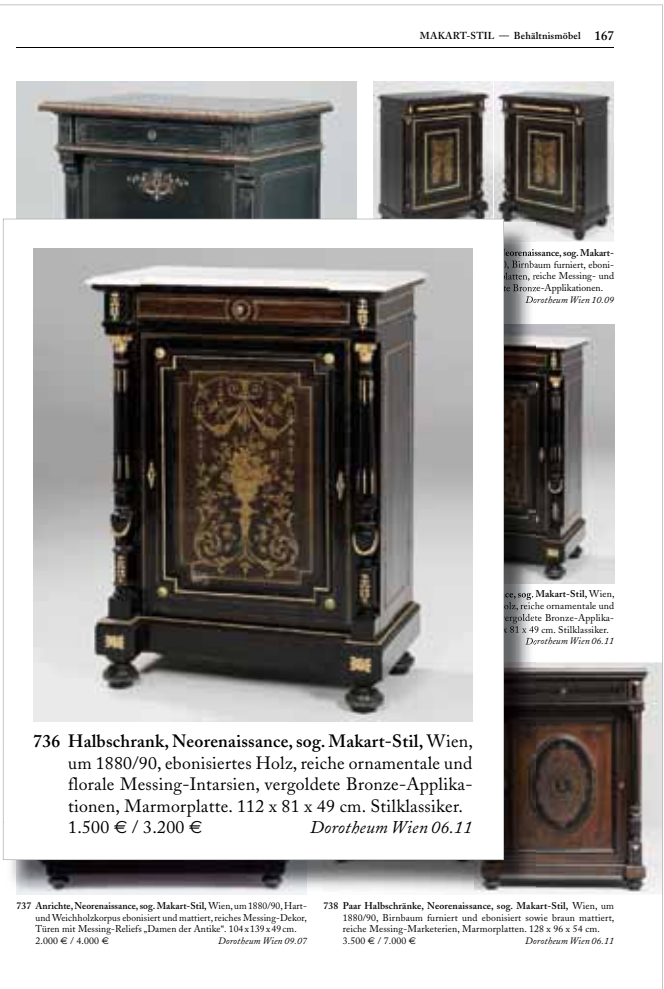 MAKART-STIL — Behältnismöbel 167
Neorenaissance, sog. Makart-
Birnbaum furniert, eboni-
reiche Messing- und
Bronze-Applikationen.
Dorotheum Wien 10.09
sog. Makart-Stil, Wien,
reiche ornamentale und
vergoldete Bronze-Applika-
x 81 x 49 cm. Stilklassiker.
Dorotheum Wien 06.11
736 Halbschrank, Neorenaissance, sog. Makart-Stil, Wien,
um 1880/90, ebonisiertes Holz, reiche ornamentale und
florale Messing-Intarsien, vergoldete Bronze-Applika-
tionen, Marmorplatte. 112 x 81 x 49 cm. Stilklassiker.
1.500 € / 3.200 € Dorotheum Wien 06.11
737 Anrichte, Neorenaissance, sog. Makart-Stil, Wien, um 1880/90, Hart-
und Weichholzkorpus ebonisiert und mattiert, reiches Messing-Dekor,
Türen mit Messing-Reliefs „Damen der Antike“. 104 x 139 x 49 cm.
2.000 € / 4.000 € Dorotheum Wien 09.07
738 Paar Halbschränke, Neorenaissance, sog. Makart-Stil, Wien, um
1880/90, Birnbaum furniert und ebonisiert sowie braun mattiert,
reiche Messing-Marketerien, Marmorplatten. 128 x 96 x 54 cm.
3.500 € / 7.000 € Dorotheum Wien 06.11